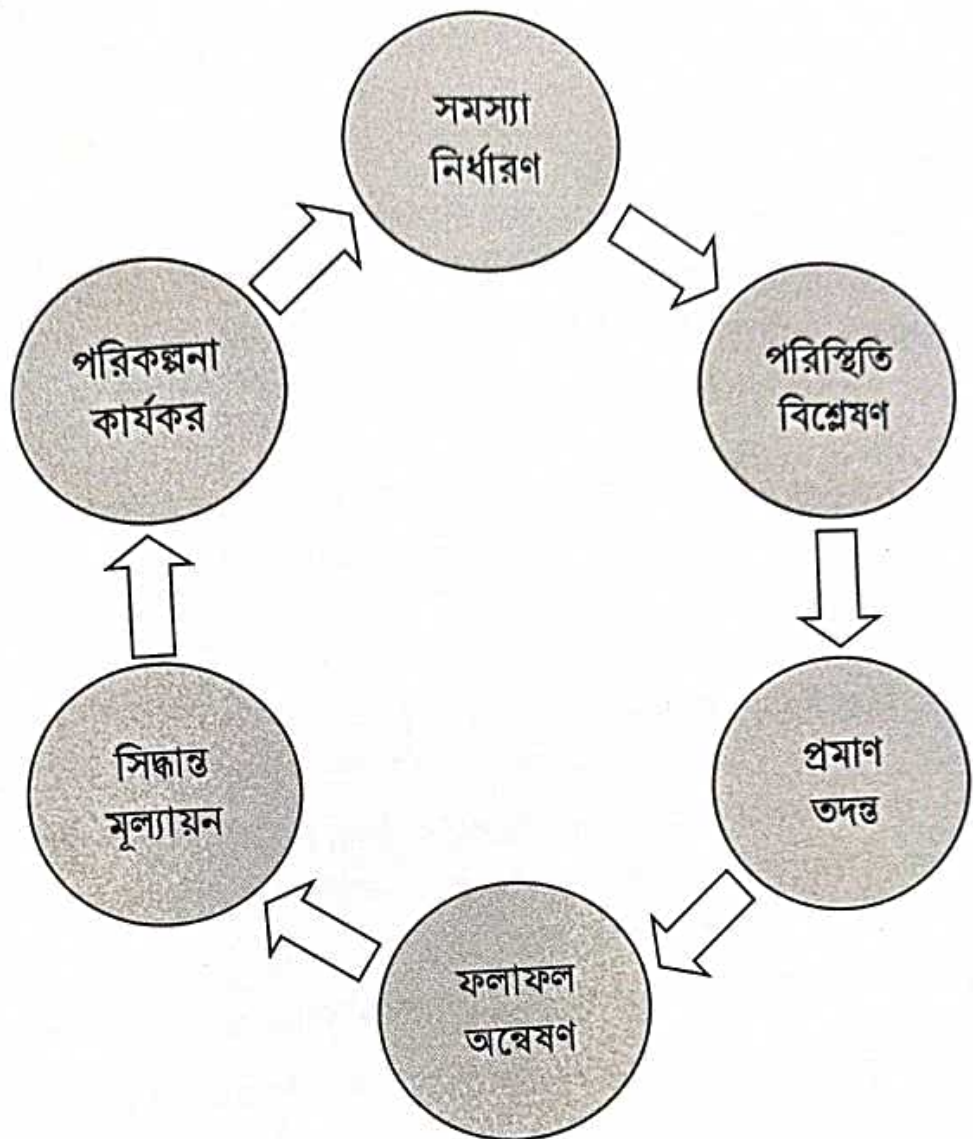 সমস্যা
নির্ধারণ
পরিস্থিতি
বিশ্লেষণ
প্রমাণ
তদন্ত
ফলাফল
অন্বেষণ
সিদ্ধান্ত
মূল্যায়ন
পরিকল্পনা
কার্যকর